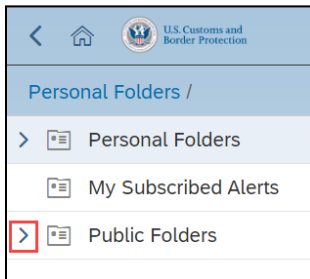 U.S. Customs and
Border Protection
Personal Folders /
Personal Folders
My Subscribed Alerts
Public Folders